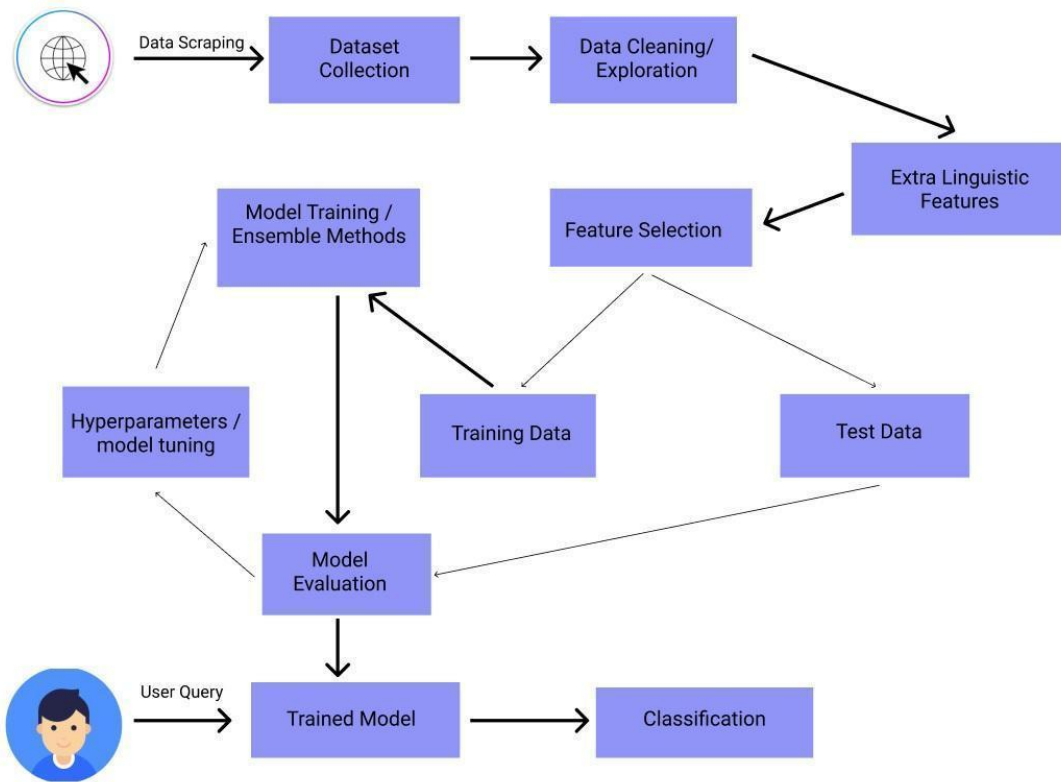 Data Scraping
Dataset
Collection
Data Cleaning/
Exploration
Extra Linguistic
Features
Feature Selection
Model Training /
Ensemble Methods
Hyperparameters /
model tuning
Training Data
Test Data
Model
Evaluation
User Query
Trained Model
Classification